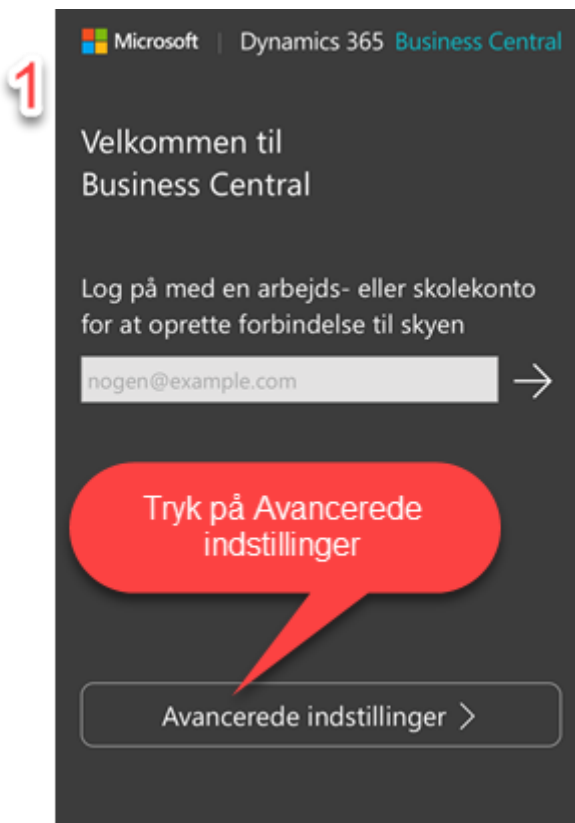 Microsoft | Dynamics 365 Business Central
1
Velkommen til
Business Central
Log på med en arbejds- eller skolekonto
for at oprette forbindelse til skyen
nogen@example.com
Tryk på Avancerede
indstillinger
Avancerede indstillinger >